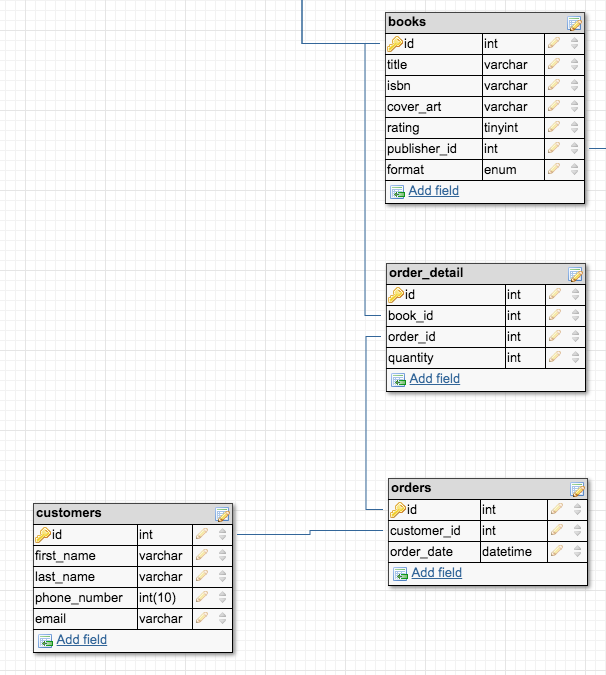 books
id int
title varchar
isbn varchar
cover_art varchar
rating tinyint
publisher_id int
format enum
Add field
order_detail
id int
book_id int
order_id int
quantity int
Add field
orders
id int
customer_id int
order_date datetime
Add field
customers
id int
first_name varchar
last_name varchar
phone_number int(10)
email varchar
Add field